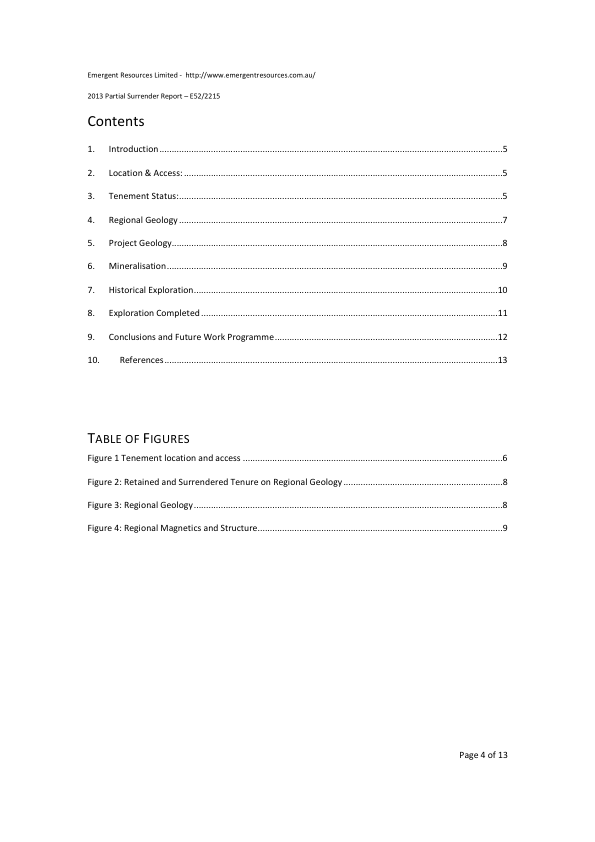 Emergent Resources Limited - http://www.emergentresources.com.au/
2013 Partial Surrender Report – E52/2215
Contents
1. Introduction........................................5
2. Location & Access:........................................5
3. Tenement Status:........................................5
4. Regional Geology........................................7
5. Project Geology........................................8
6. Mineralisation........................................9
7. Historical Exploration........................................10
8. Exploration Completed........................................11
9. Conclusions and Future Work Programme........................................12
10. References........................................13
TABLE OF FIGURES
Figure 1 Tenement location and access ........................................6
Figure 2: Retained and Surrendered Tenure on Regional Geology........................................8
Figure 3: Regional Geology........................................8
Figure 4: Regional Magnetics and Structure........................................9
Page 4 of 13